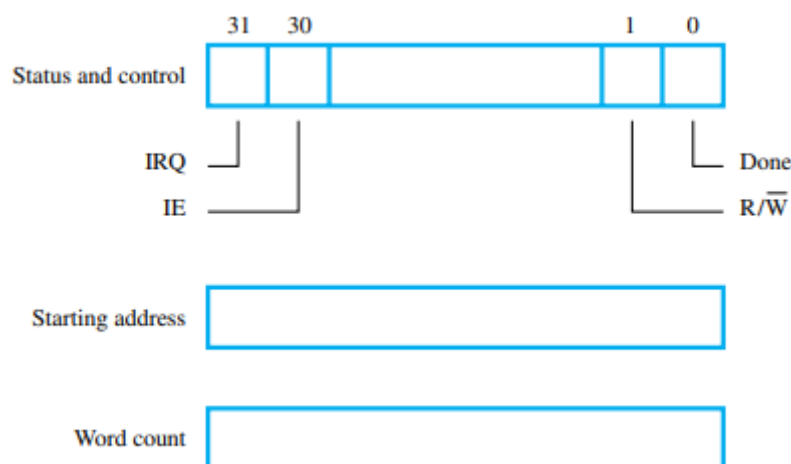 31 30 1 0
Status and control
IRQ Done
IE R/W̅
Starting address
Word count